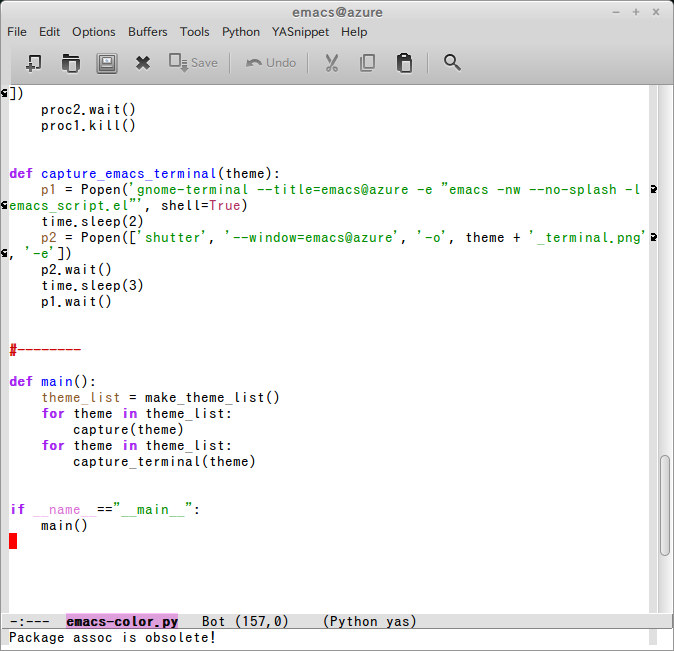 emacs@azure
File Edit Options Buffers Tools Python YASnippet Help
Save Undo
])
    proc2.wait()
    proc1.kill()
def capture_emacs_terminal(theme):
    p1 = Popen('gnome-terminal --title=emacs@azure -e "emacs -nw --no-splash -l
emacs_script.el"', shell=True)
    time.sleep(2)
    p2 = Popen(['shutter', '--window=emacs@azure', '-o', theme + '_terminal.png'
, '-e'])
    p2.wait()
    time.sleep(3)
    p1.wait()
#--------
def main():
    theme_list = make_theme_list()
    for theme in theme_list:
        capture(theme)
    for theme in theme_list:
        capture_terminal(theme)
if __name__=="__main__":
    main()
-:--- emacs-color.py Bot (157,0) (Python yas)
Package assoc is obsolete!